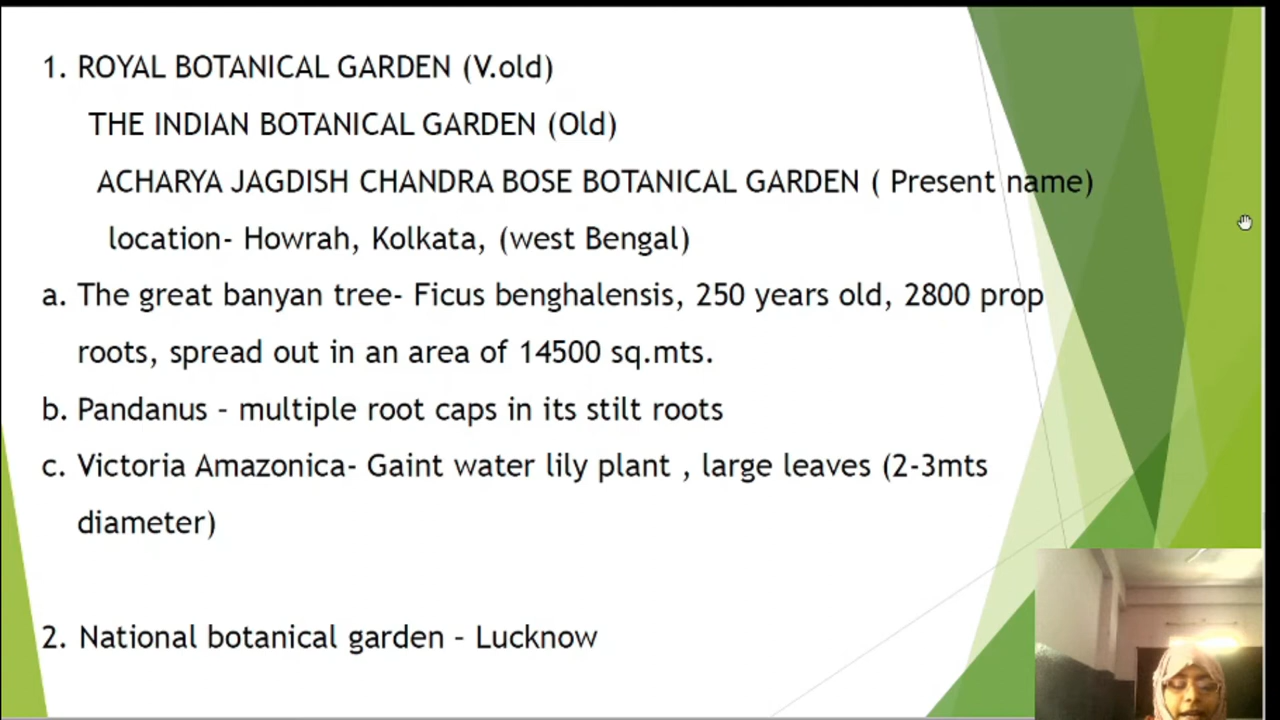 1. ROYAL BOTANICAL GARDEN (V.old)
THE INDIAN BOTANICAL GARDEN (Old)
ACHARYA JAGDISH CHANDRA BOSE BOTANICAL GARDEN ( Present name)
location- Howrah, Kolkata, (west Bengal)
a. The great banyan tree- Ficus benghalensis, 250 years old, 2800 prop
roots, spread out in an area of 14500 sq.mts.
b. Pandanus – multiple root caps in its stilt roots
c. Victoria Amazonica- Gaint water lily plant , large leaves (2-3mts
diameter)
2. National botanical garden – Lucknow